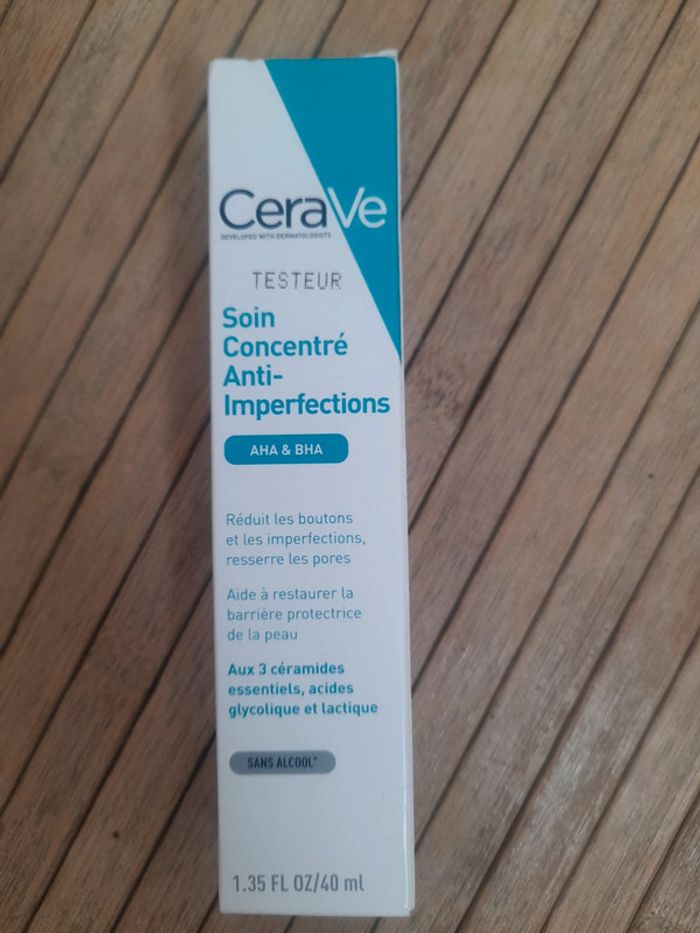 CeraVe
DEVELOPED WITH DERMATOLOGISTS
TESTEUR
Soin
Concentré
Anti-
Imperfections
AHA & BHA
Réduit les boutons
et les imperfections,
resserre les pores
Aide à restaurer la
barrière protectrice
de la peau
Aux 3 céramides
essentiels, acides
glycolique et lactique
SANS ALCOOL*
1.35 FL OZ/40 ml